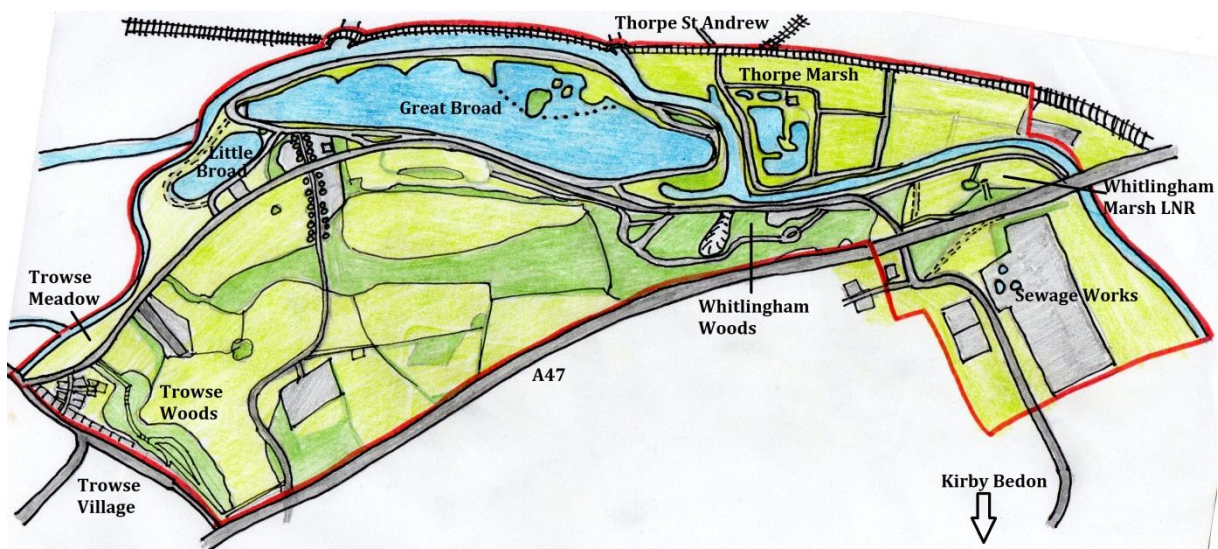 Thorpe St Andrew
Thorpe Marsh
Great Broad
Little
Broad
Whitlingham
Marsh LNR
Trowse
Meadow
Whitlingham
Woods
Sewage Works
A47
Trowse
Woods
Trowse
Village
Kirby Bedon